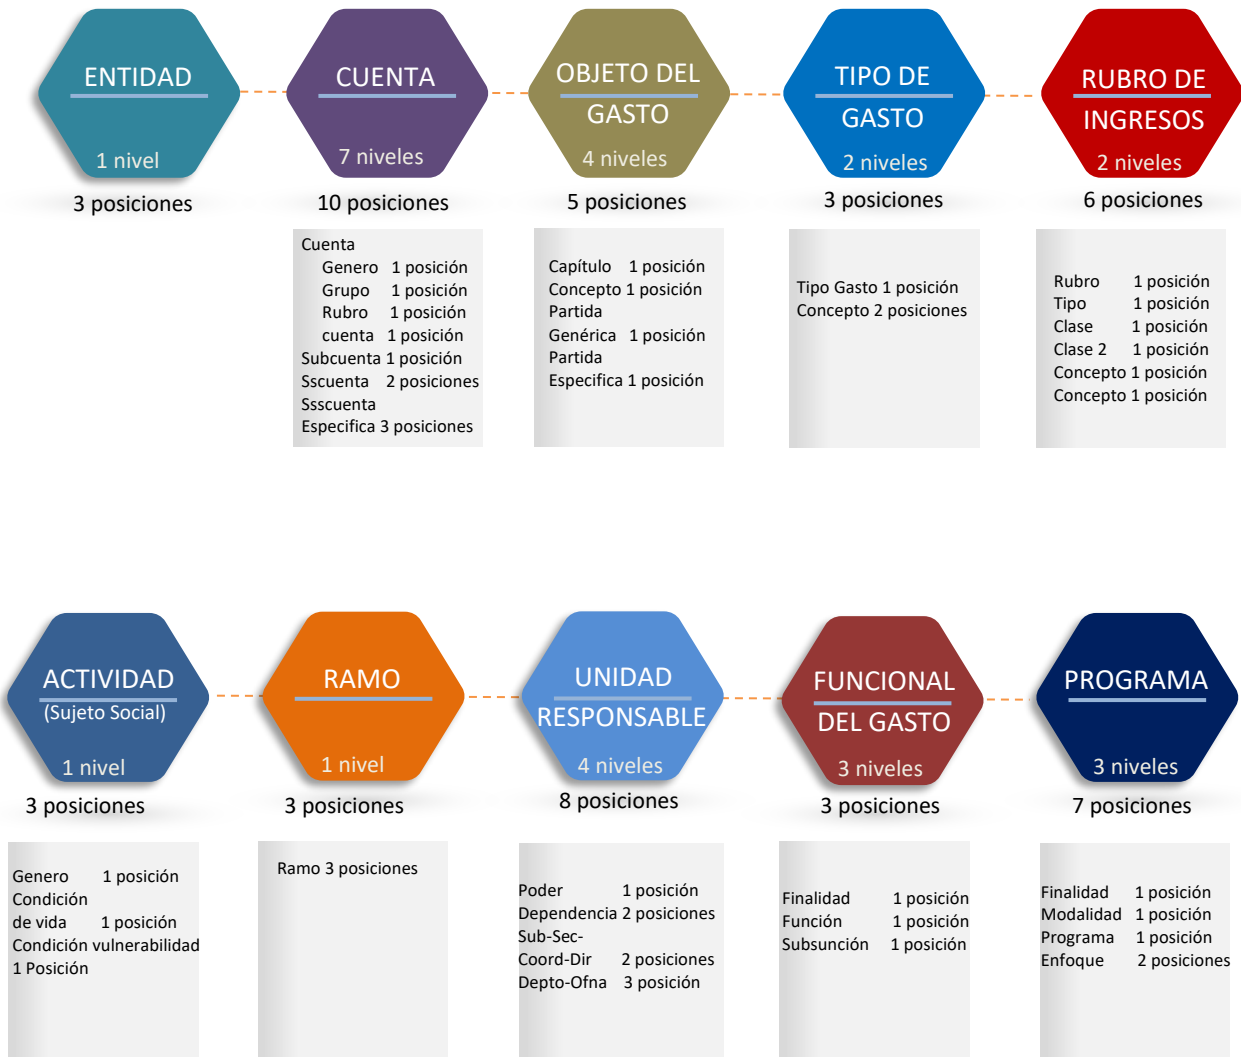 ENTIDAD
1 nivel
3 posiciones
CUENTA
7 niveles
10 posiciones
Cuenta
Genero 1 posición
Grupo 1 posición
Rubro 1 posición
cuenta 1 posición
Subcuenta 1 posición
Sscuenta 2 posiciones
Ssscuenta
Especifica 3 posiciones
OBJETO DEL
GASTO
4 niveles
5 posiciones
Capítulo 1 posición
Concepto 1 posición
Partida
Genérica 1 posición
Partida
Especifica 1 posición
TIPO DE
GASTO
2 niveles
3 posiciones
Tipo Gasto 1 posición
Concepto 2 posiciones
RUBRO DE
INGRESOS
2 niveles
6 posiciones
Rubro 1 posición
Tipo 1 posición
Clase 1 posición
Clase 2 1 posición
Concepto 1 posición
Concepto 1 posición
ACTIVIDAD
(Sujeto Social)
1 nivel
3 posiciones
Genero 1 posición
Condición
de vida 1 posición
Condición vulnerabilidad
1 Posición
RAMO
1 nivel
3 posiciones
Ramo 3 posiciones
UNIDAD
RESPONSABLE
4 niveles
8 posiciones
Poder 1 posición
Dependencia 2 posiciones
Sub-Sec-
Coord-Dir 2 posiciones
Depto-Ofna 3 posición
FUNCIONAL
DEL GASTO
3 niveles
3 posiciones
Finalidad 1 posición
Función 1 posición
Subsunción 1 posición
PROGRAMA
3 niveles
7 posiciones
Finalidad 1 posición
Modalidad 1 posición
Programa 1 posición
Enfoque 2 posiciones